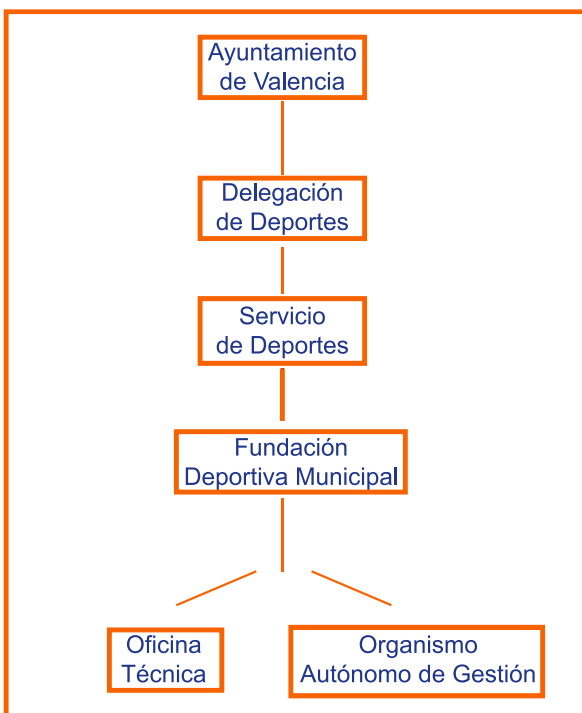 Ayuntamiento
de Valencia
Delegación
de Deportes
Servicio
de Deportes
Fundación
Deportiva Municipal
Oficina
Técnica
Organismo
Autónomo de Gestión